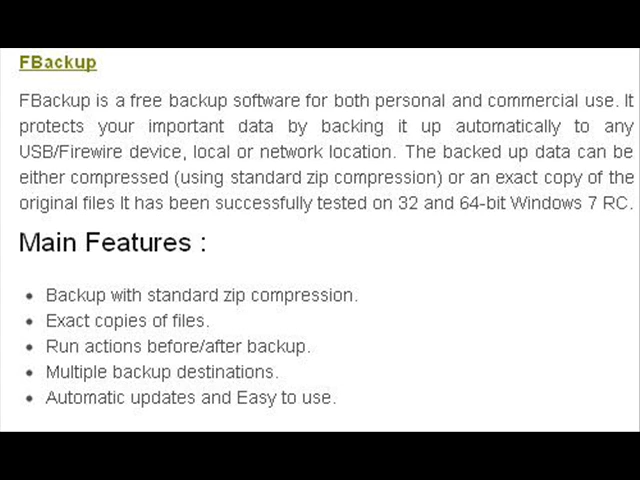 FBackup
FBackup is a free backup software for both personal and commercial use. It
protects your important data by backing it up automatically to any
USB/Firewire device, local or network location. The backed up data can be
either compressed (using standard zip compression) or an exact copy of the
original files It has been successfully tested on 32 and 64-bit Windows 7 RC.
Main Features :
• Backup with standard zip compression.
• Exact copies of files.
• Run actions before/after backup.
• Multiple backup destinations.
• Automatic updates and Easy to use.